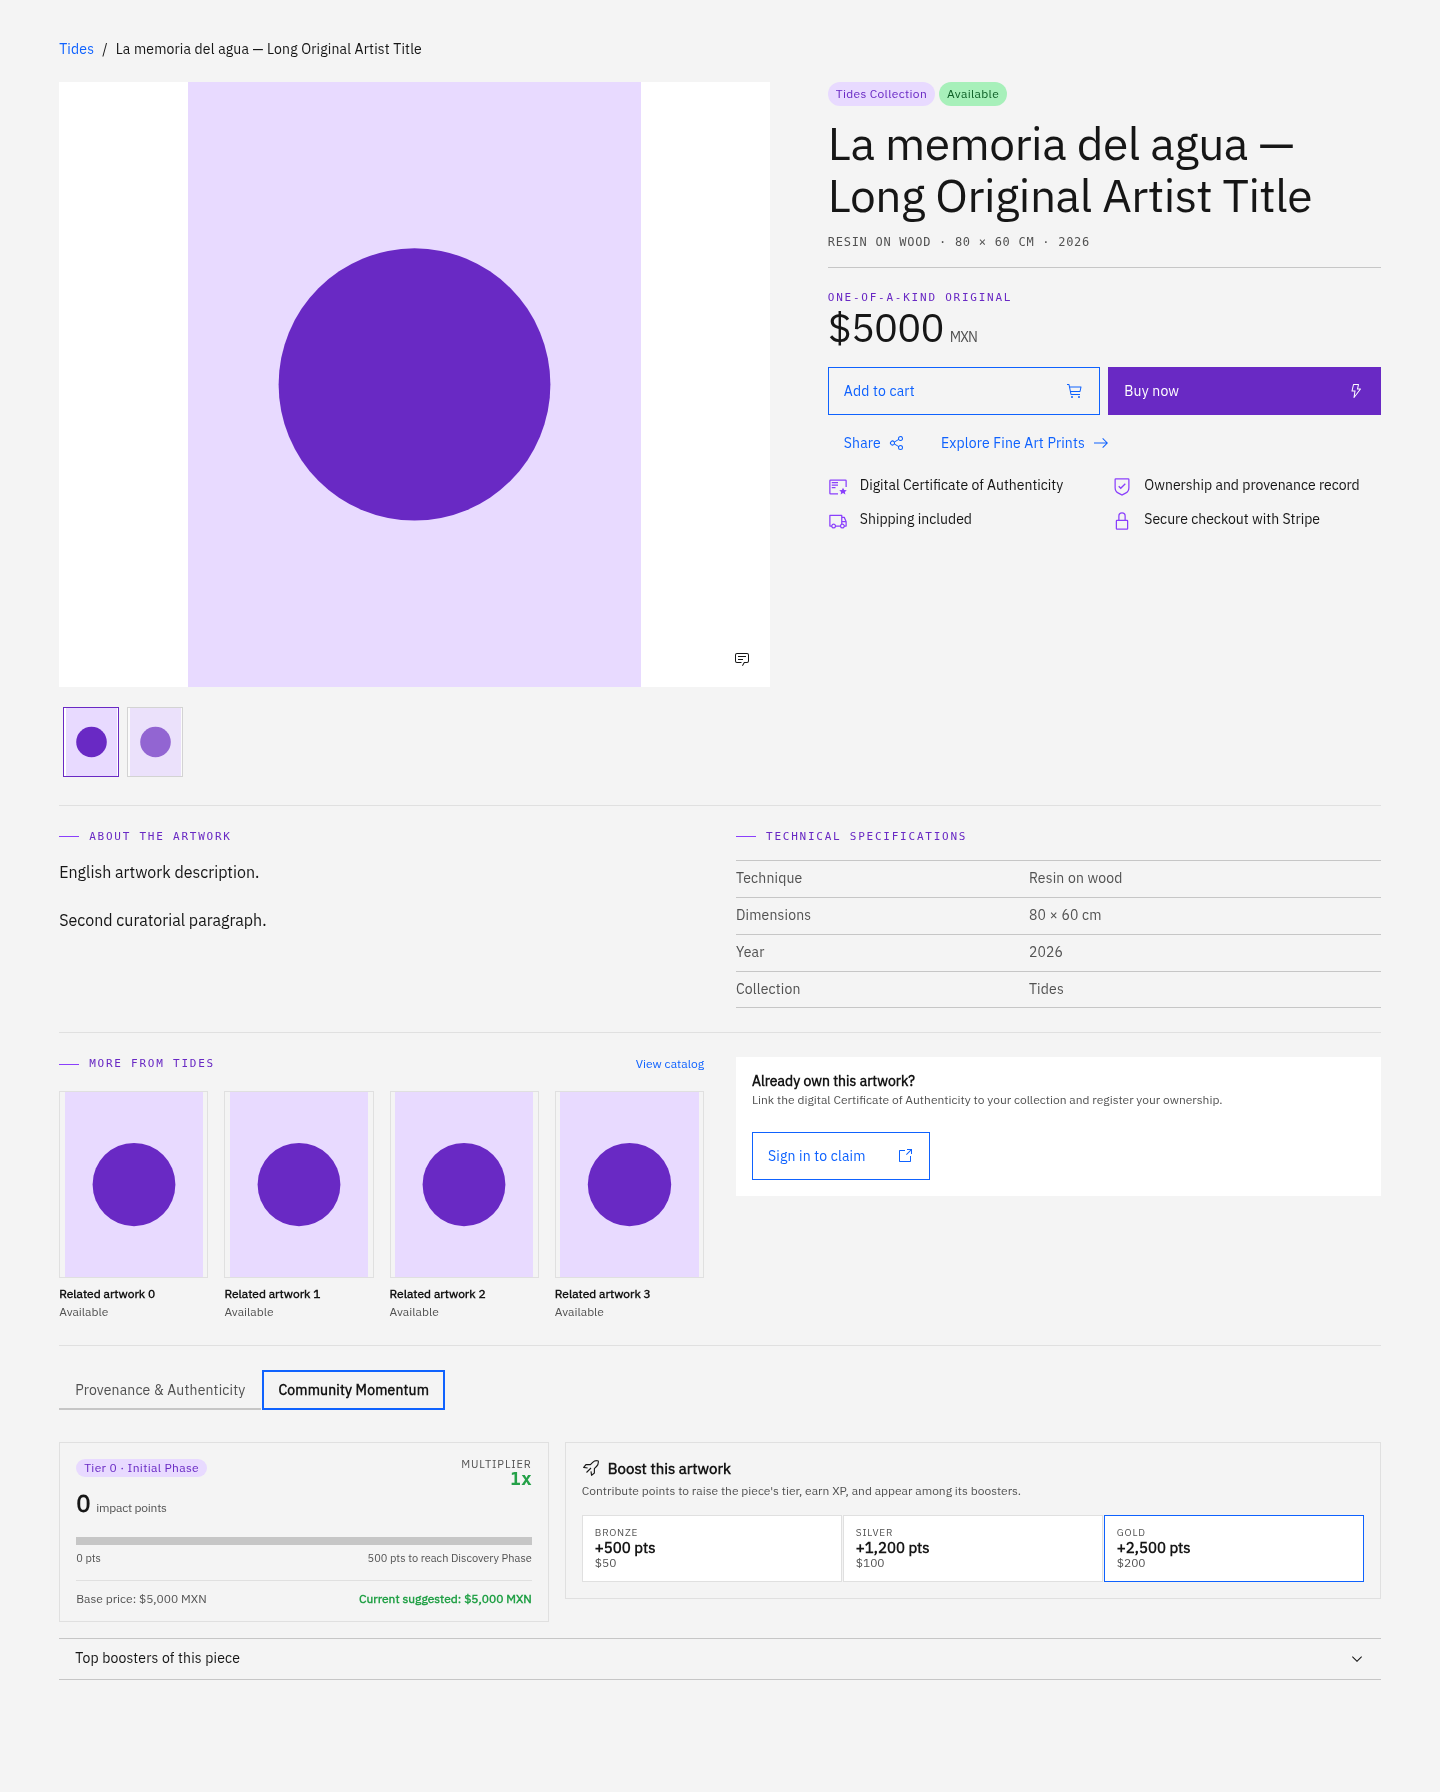 Tides / La memoria del agua — Long Original Artist Title
Tides Collection Available
La memoria del agua —
Long Original Artist Title
RESIN ON WOOD · 80 × 60 CM · 2026
ONE-OF-A-KIND ORIGINAL
$5000 MXN
Add to cart
Buy now
Share
Explore Fine Art Prints
Digital Certificate of Authenticity
Ownership and provenance record
Shipping included
Secure checkout with Stripe
ABOUT THE ARTWORK
English artwork description.
Second curatorial paragraph.
TECHNICAL SPECIFICATIONS
Technique Resin on wood
Dimensions 80 × 60 cm
Year 2026
Collection Tides
MORE FROM TIDES
View catalog
Related artwork 0
Available
Related artwork 1
Available
Related artwork 2
Available
Related artwork 3
Available
Already own this artwork?
Link the digital Certificate of Authenticity to your collection and register your ownership.
Sign in to claim
Provenance & Authenticity
Community Momentum
Tier 0 · Initial Phase
MULTIPLIER
1x
0 impact points
0 pts
500 pts to reach Discovery Phase
Base price: $5,000 MXN
Current suggested: $5,000 MXN
Boost this artwork
Contribute points to raise the piece's tier, earn XP, and appear among its boosters.
BRONZE
+500 pts
$50
SILVER
+1,200 pts
$100
GOLD
+2,500 pts
$200
Top boosters of this piece